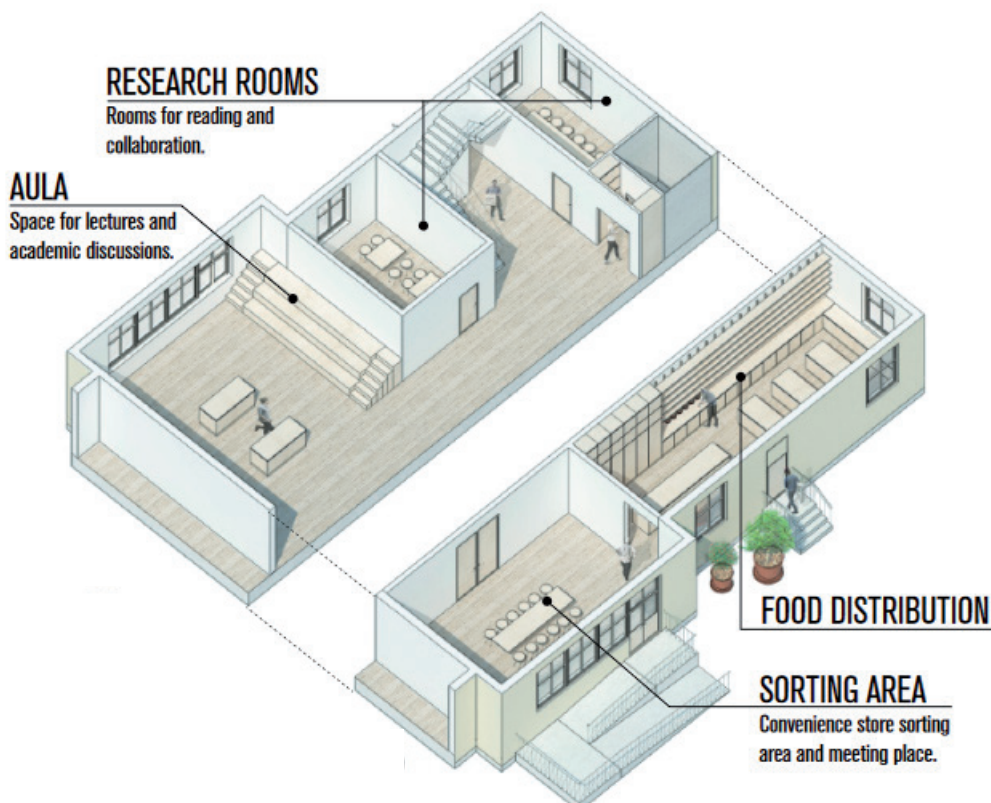 RESEARCH ROOMS
Rooms for reading and
collaboration.
AULA
Space for lectures and
academic discussions.
FOOD DISTRIBUTION
SORTING AREA
Convenience store sorting
area and meeting place.